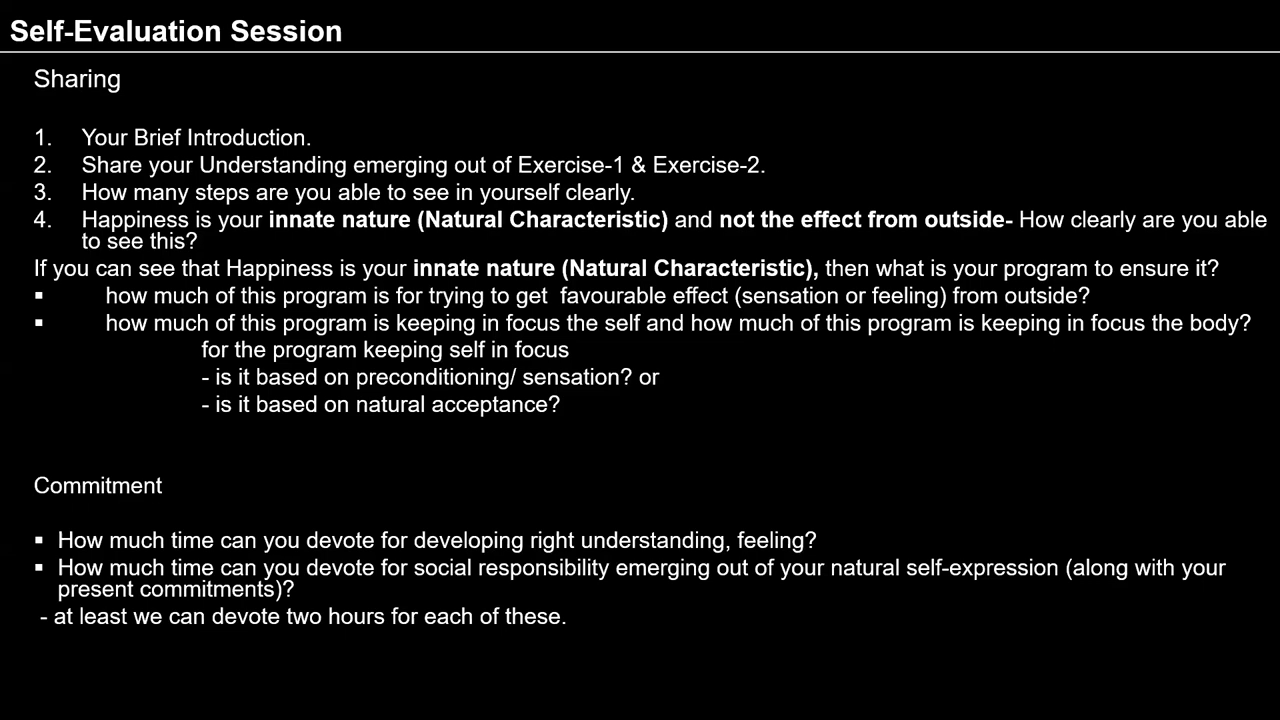 Self-Evaluation Session
Sharing
1. Your Brief Introduction.
2. Share your Understanding emerging out of Exercise-1 & Exercise-2.
3. How many steps are you able to see in yourself clearly.
4. Happiness is your innate nature (Natural Characteristic) and not the effect from outside- How clearly are you able
to see this?
If you can see that Happiness is your innate nature (Natural Characteristic), then what is your program to ensure it?
▪ how much of this program is for trying to get favourable effect (sensation or feeling) from outside?
▪ how much of this program is keeping in focus the self and how much of this program is keeping in focus the body?
for the program keeping self in focus
- is it based on preconditioning/ sensation? or
- is it based on natural acceptance?
Commitment
▪ How much time can you devote for developing right understanding, feeling?
▪ How much time can you devote for social responsibility emerging out of your natural self-expression (along with your
present commitments)?
- at least we can devote two hours for each of these.